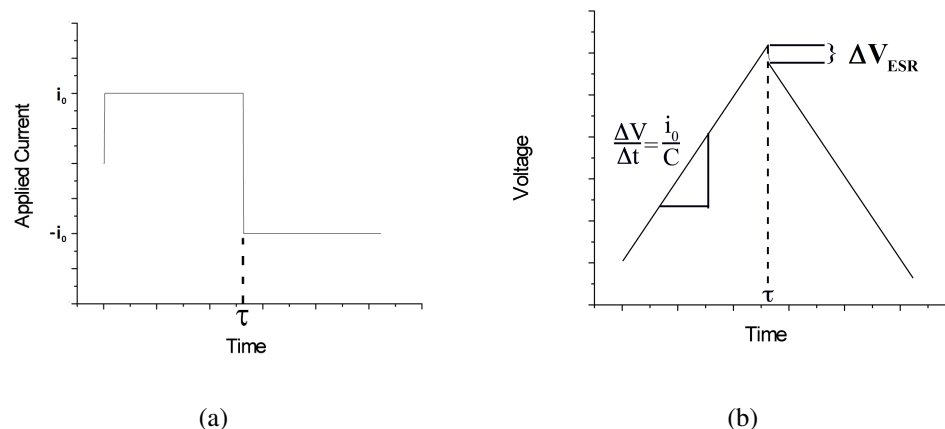 i₀
-i₀
Applied Current
τ
Time
(a)
ΔV/Δt = i₀/C
} ΔV_ESR
Voltage
τ
Time
(b)